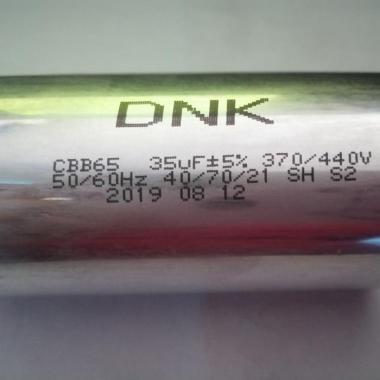 DNK
CBB65 35uF±5% 370/440V
50/60Hz 40/70/21 SH S2
2019 08 12